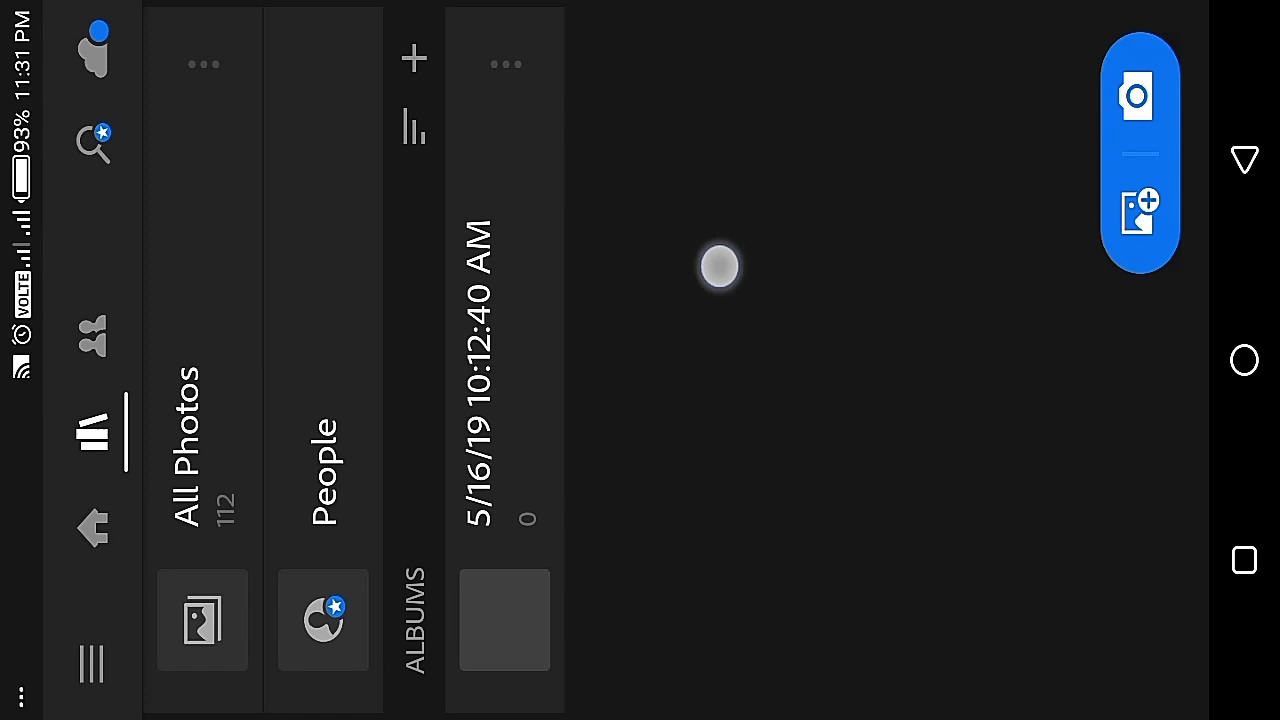 ... VOLTE 93% 11:31 PM
All Photos
112
People
ALBUMS
5/16/19 10:12:40 AM
0